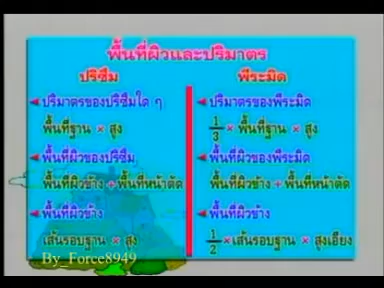 พื้นที่ผิวและปริมาตร
ปริซึม
ปริมาตรของปริซึมใด ๆ
พื้นที่ฐาน × สูง
พื้นที่ผิวของปริซึม
พื้นที่ผิวข้าง + พื้นที่หน้าตัด
พื้นที่ผิวข้าง
เส้นรอบฐาน × สูง
พีระมิด
ปริมาตรของพีระมิด
1/3 × พื้นที่ฐาน × สูง
พื้นที่ผิวของพีระมิด
พื้นที่ผิวข้าง + พื้นที่หน้าตัด
พื้นที่ผิวข้าง
1/2 × เส้นรอบฐาน × สูงเอียง
By_Force8949